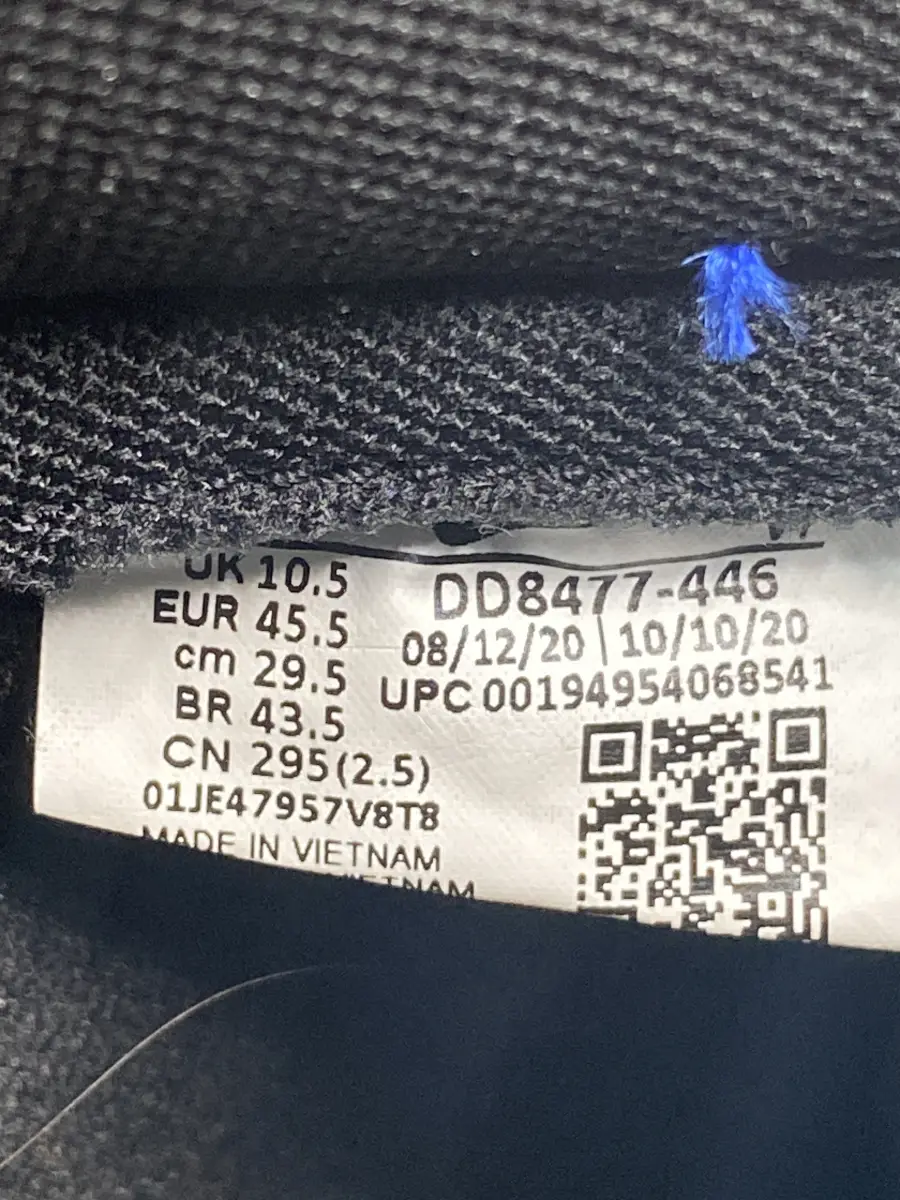 UK 10.5
EUR 45.5
cm 29.5
BR 43.5
CN 295(2.5)
01JE47957V8T8
MADE IN VIETNAM
VIETNAM
DD8477-446
08/12/20 | 10/10/20
UPC 00194954068541